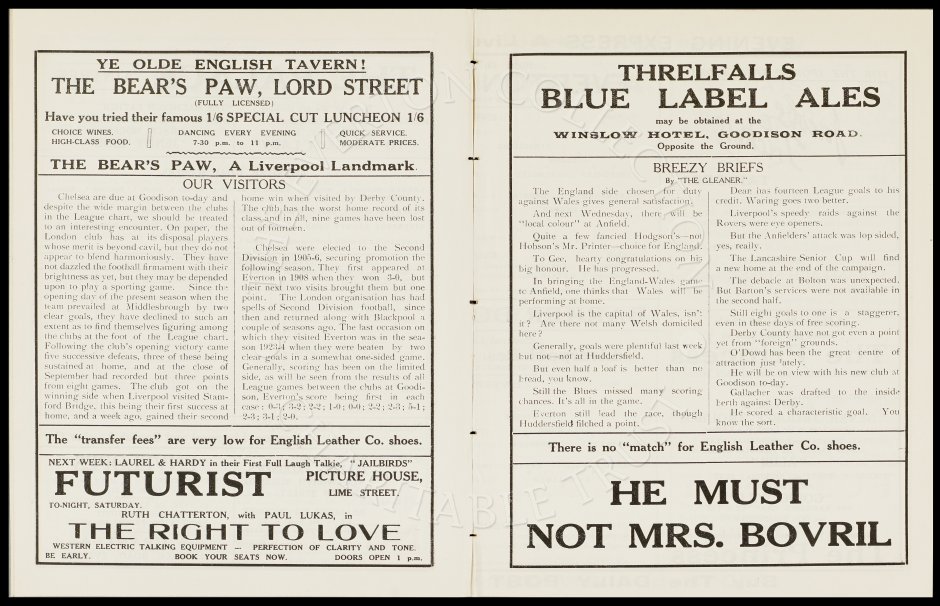 YE OLDE ENGLISH TAVERN!
THE BEAR'S PAW, LORD STREET
(FULLY LICENSED)
Have you tried their famous 1/6 SPECIAL CUT LUNCHEON 1/6
CHOICE WINES.
HIGH-CLASS FOOD.
DANCING EVERY EVENING
7-30 p.m. to 11 p.m.
QUICK SERVICE.
MODERATE PRICES.
THE BEAR'S PAW, A Liverpool Landmark
OUR VISITORS
Chelsea are due at Goodison to-day and
despite the wide margin between the clubs
in the League chart, we should be treated
to an interesting encounter. On paper, the
London club has at its disposal players
whose merit is beyond cavil, but they do not
appear to blend harmoniously. They have
not dazzled the football firmament with their
brightness as yet, but they may be depended
upon to play a sporting game. Since the
opening day of the present season when the
team prevailed at Middlesbrough by two
clear goals, they have declined to such an
extent as to find themselves figuring among
the clubs at the foot of the League chart.
Following the club's opening victory came
five successive defeats, three of these being
sustained at home, and at the close of
September had recorded but three points
from eight games. The club got on the
winning side when Liverpool visited Stam-
ford Bridge, this being their first success at
home, and a week ago, gained their second
home win when visited by Derby County.
The club has the worst home record of its
class, and in all, nine games have been lost
out of fourteen.
Chelsea were elected to the Second
Division in 1905-6, securing promotion the
following season. They first appeared at
Everton in 1908 when they won 3-0, but
their next two visits brought them but one
point. The London organisation has had
spells of Second Division football, since
then and returned along with Blackpool a
couple of seasons ago. The last occasion on
which they visited Everton was in the sea-
son 1923-4 when they were beaten by two
clear goals in a somewhat one-sided game.
Generally, scoring has been on the limited
side, as will be seen from the results of all
League games between the clubs at Goodi-
son, Everton's score being first in each
case: 0-3; 3-2; 2-2; 1-0; 0-0; 2-2; 2-3; 5-1;
2-3; 3-1; 2-0.
The "transfer fees" are very low for English Leather Co. shoes.
NEXT WEEK: LAUREL & HARDY in their First Full Laugh Talkie, "JAILBIRDS"
FUTURIST
PICTURE HOUSE,
LIME STREET.
TO-NIGHT, SATURDAY.
RUTH CHATTERTON, with PAUL LUKAS, in
THE RIGHT TO LOVE
WESTERN ELECTRIC TALKING EQUIPMENT — PERFECTION OF CLARITY AND TONE.
BE EARLY. BOOK YOUR SEATS NOW. DOORS OPEN 1 p.m.
THRELFALLS
BLUE LABEL ALES
may be obtained at the
WINSLOW HOTEL, GOODISON ROAD.
Opposite the Ground.
BREEZY BRIEFS
By "THE GLEANER."
The England side chosen for duty
against Wales gives general satisfaction.
And next Wednesday, there will be
"local colour" at Anfield.
Quite a few fancied Hodgson's—not
Hobson's Mr. Printer—choice for England.
To Gee, hearty congratulations on his
big honour. He has progressed.
In bringing the England-Wales game
to Anfield, one thinks that Wales will be
performing at home.
Liverpool is the capital of Wales, isn't
it? Are there not many Welsh domiciled
here?
Generally, goals were plentiful last week
but not—not at Huddersfield.
But even half a loaf is better than no
bread, you know.
Still the Blues missed many scoring
chances. It's all in the game.
Everton still lead the race, though
Huddersfield filched a point.
Dear has fourteen League goals to his
credit. Waring goes two better.
Liverpool's speedy raids against the
Rovers, were eye openers.
But the Anfielders' attack was lop sided,
yes, really.
The Lancashire Senior Cup will find
a new home at the end of the campaign.
The debacle at Bolton was unexpected.
But Barton's services were not available in
the second half.
Still eight goals to one is a staggerer,
even in these days of free scoring.
Derby County have not got even a point
yet from "foreign" grounds.
O'Dowd has been the great centre of
attraction just lately.
He will be on view with his new club at
Goodison to-day.
Gallacher was drafted to the inside
berth against Derby.
He scored a characteristic goal. You
know the sort.
There is no "match" for English Leather Co. shoes.
HE MUST
NOT MRS. BOVRIL